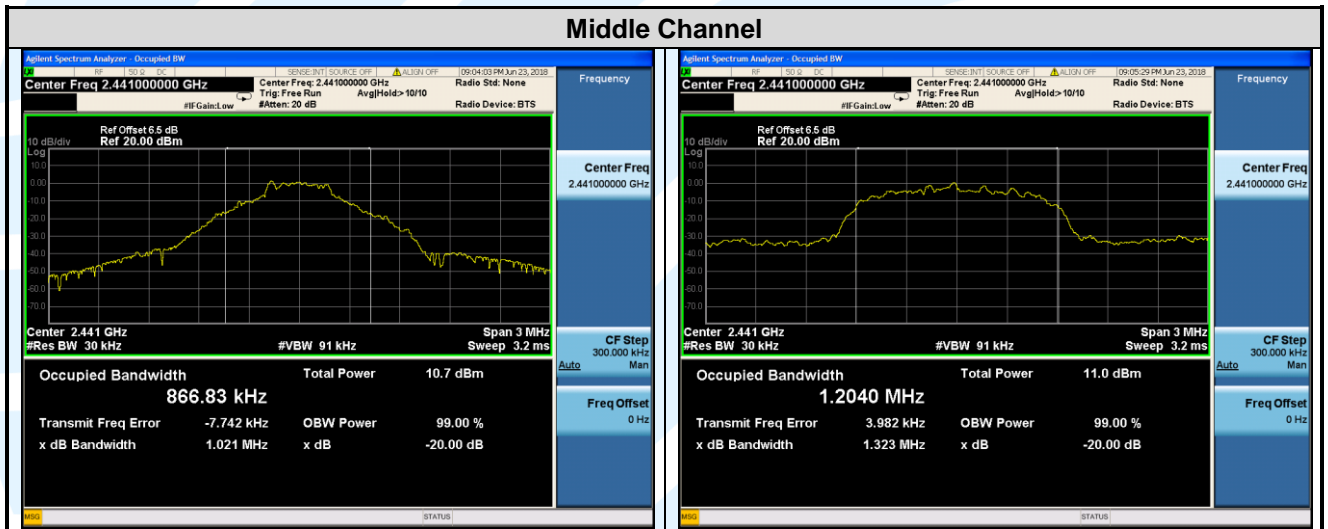 Middle Channel
Agilent Spectrum Analyzer - Occupied BW
RF 50 Ω DC SENSE:INT SOURCE OFF ALIGN OFF 09:04:03 PM Jun 23, 2018
Center Freq 2.441000000 GHz
Center Freq: 2.441000000 GHz
Radio Std: None
Trig: Free Run Avg|Hold:> 10/10
#IFGain:Low #Atten: 20 dB Radio Device: BTS
Ref Offset 6.5 dB
10 dB/div Ref 20.00 dBm
Log
10.0
0.00
-10.0
-20.0
-30.0
-40.0
-50.0
-60.0
-70.0
Center 2.441 GHz Span 3 MHz
#Res BW 30 kHz #VBW 91 kHz Sweep 3.2 ms
Occupied Bandwidth Total Power 10.7 dBm
866.83 kHz
Transmit Freq Error -7.742 kHz OBW Power 99.00 %
x dB Bandwidth 1.021 MHz x dB -20.00 dB
MSG STATUS
Frequency
Center Freq
2.441000000 GHz
CF Step
300.000 kHz
Auto Man
Freq Offset
0 Hz
Agilent Spectrum Analyzer - Occupied BW
RF 50 Ω DC SENSE:INT SOURCE OFF ALIGN OFF 09:05:29 PM Jun 23, 2018
Center Freq 2.441000000 GHz
Center Freq: 2.441000000 GHz
Radio Std: None
Trig: Free Run Avg|Hold:> 10/10
#IFGain:Low #Atten: 20 dB Radio Device: BTS
Ref Offset 6.5 dB
10 dB/div Ref 20.00 dBm
Log
10.0
0.00
-10.0
-20.0
-30.0
-40.0
-50.0
-60.0
-70.0
Center 2.441 GHz Span 3 MHz
#Res BW 30 kHz #VBW 91 kHz Sweep 3.2 ms
Occupied Bandwidth Total Power 11.0 dBm
1.2040 MHz
Transmit Freq Error 3.982 kHz OBW Power 99.00 %
x dB Bandwidth 1.323 MHz x dB -20.00 dB
MSG STATUS
Frequency
Center Freq
2.441000000 GHz
CF Step
300.000 kHz
Auto Man
Freq Offset
0 Hz